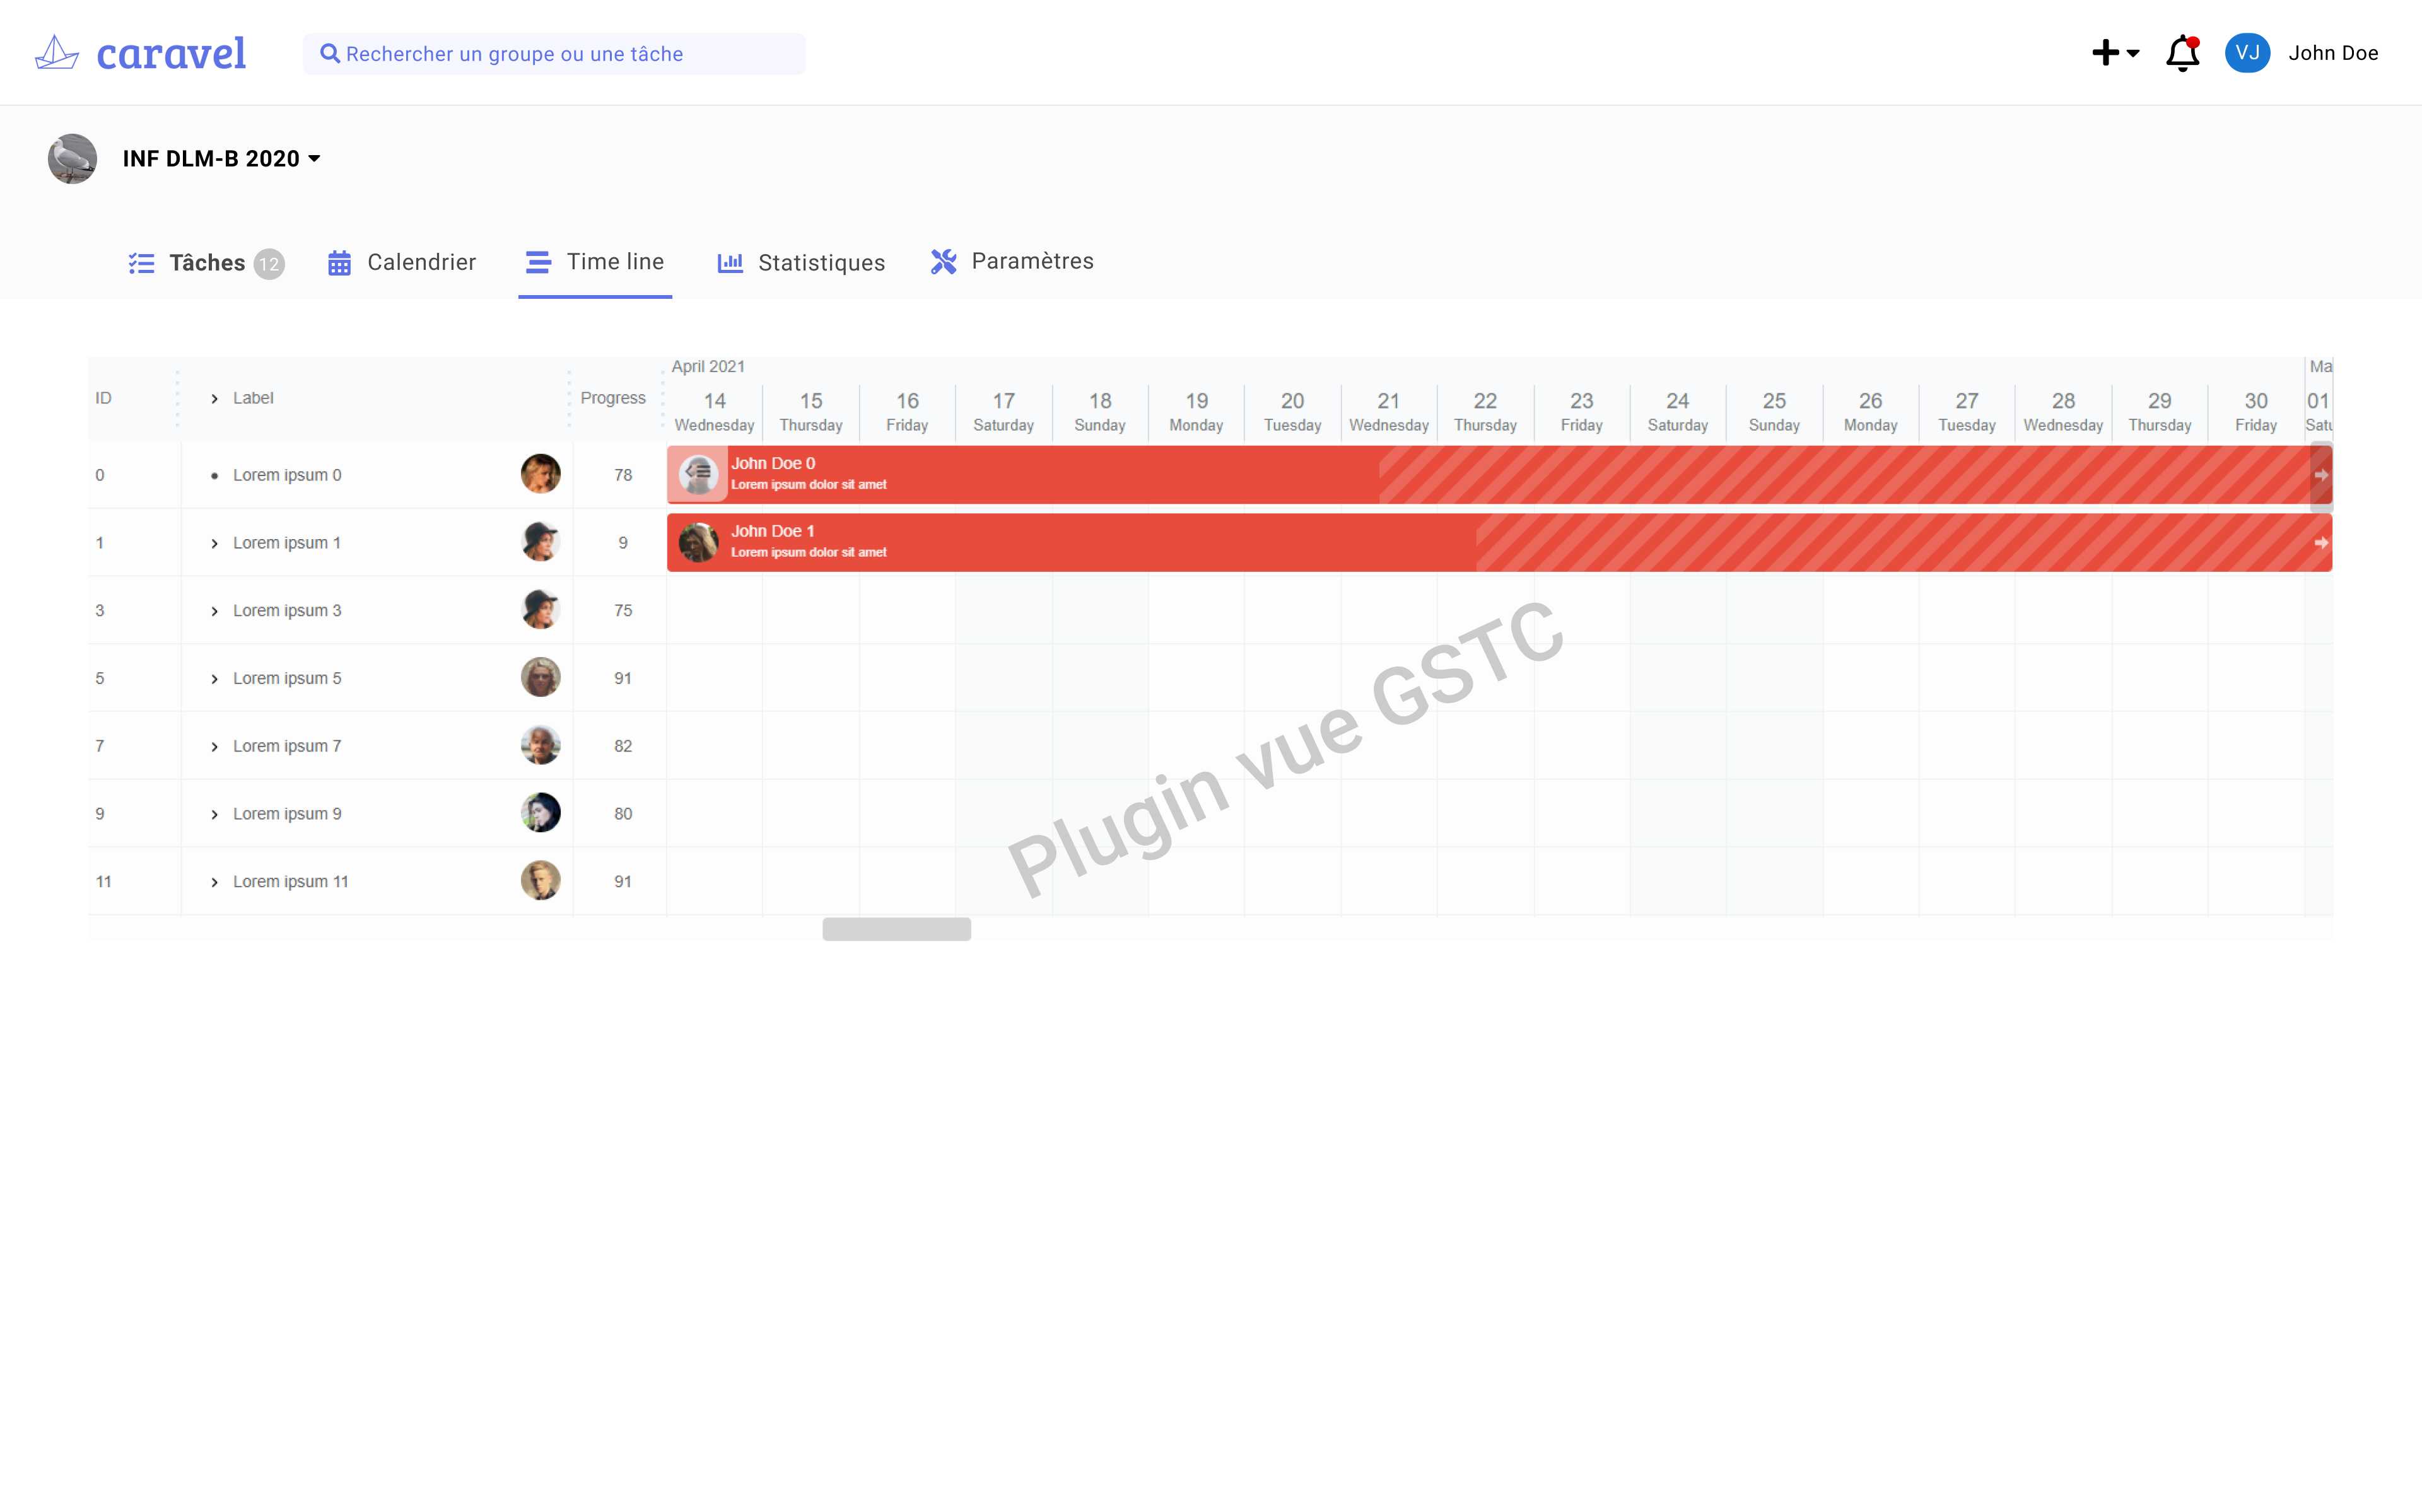 caravel
Rechercher un groupe ou une tâche
VJ
John Doe
INF DLM-B 2020
Tâches 12
Calendrier
Time line
Statistiques
Paramètres
ID
Label
Progress
April 2021
Ma
14 15 16 17 18 19 20 21 22 23 24 25 26 27 28 29 30 01
Wednesday Thursday Friday Saturday Sunday Monday Tuesday Wednesday Thursday Friday Saturday Sunday Monday Tuesday Wednesday Thursday Friday Satu
0 Lorem ipsum 0 78
John Doe 0
Lorem ipsum dolor sit amet
1 Lorem ipsum 1 9
John Doe 1
Lorem ipsum dolor sit amet
3 Lorem ipsum 3 75
5 Lorem ipsum 5 91
7 Lorem ipsum 7 82
9 Lorem ipsum 9 80
11 Lorem ipsum 11 91
Plugin vue GSTC